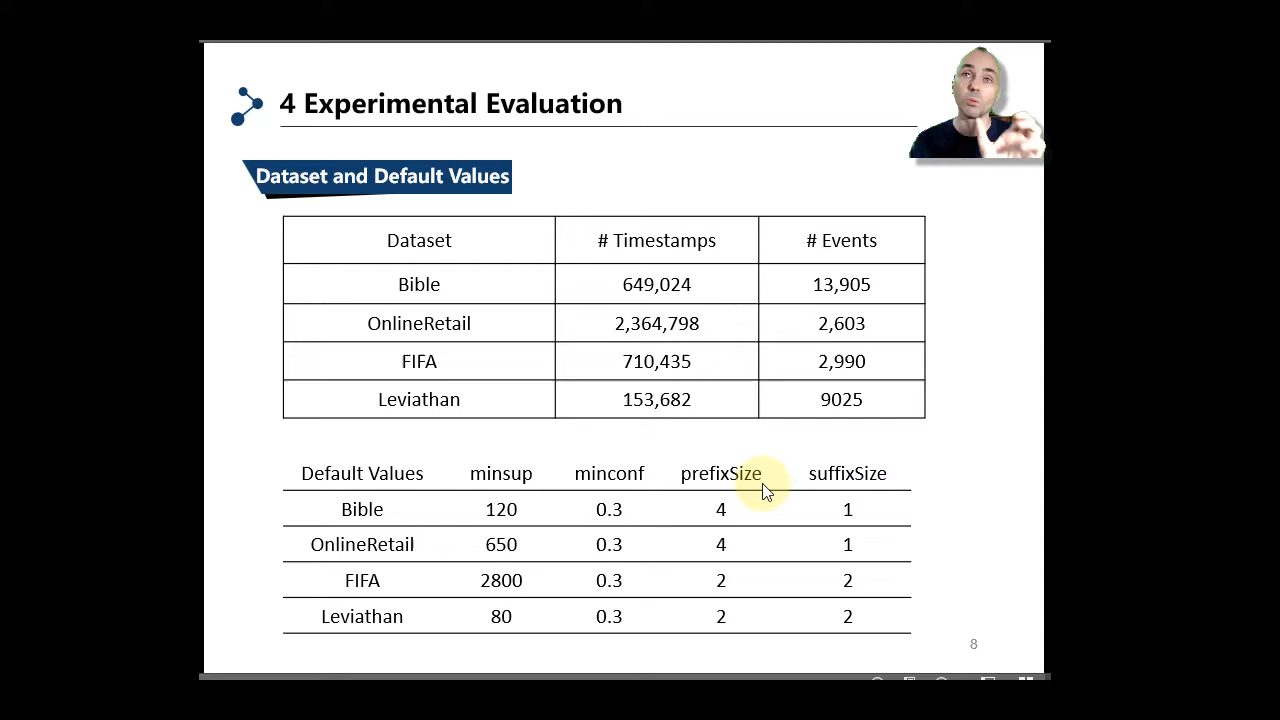 4 Experimental Evaluation
Dataset and Default Values
Dataset # Timestamps # Events
Bible 649,024 13,905
OnlineRetail 2,364,798 2,603
FIFA 710,435 2,990
Leviathan 153,682 9025
Default Values minsup minconf prefixSize suffixSize
Bible 120 0.3 4 1
OnlineRetail 650 0.3 4 1
FIFA 2800 0.3 2 2
Leviathan 80 0.3 2 2
8